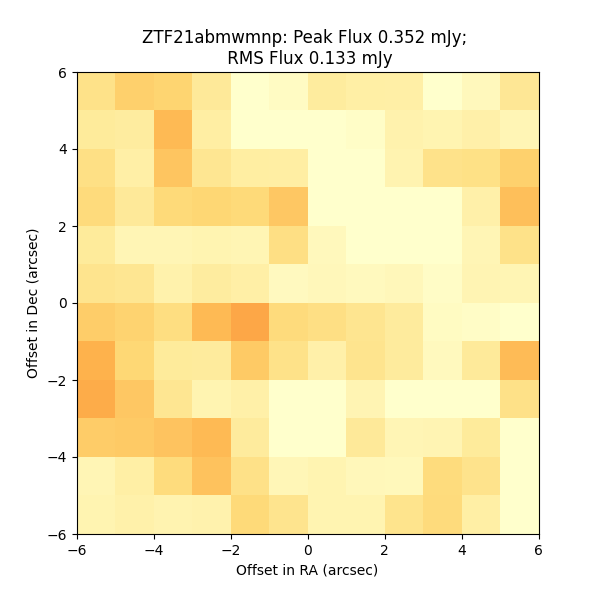 ZTF21abmwmnp: Peak Flux 0.352 mJy;
RMS Flux 0.133 mJy
6
4
2
0
−2
−4
−6
Offset in Dec (arcsec)
−6 −4 −2 0 2 4 6
Offset in RA (arcsec)